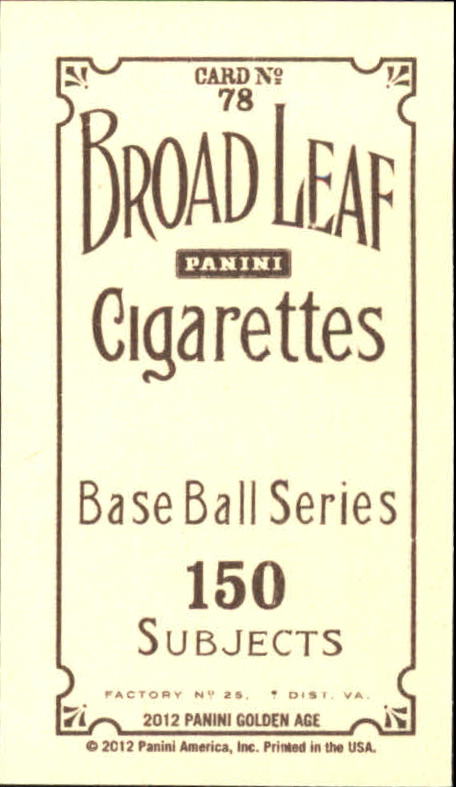 CARD Nº
78
BROAD LEAF
PANINI
Cigarettes
Base Ball Series
150
SUBJECTS
FACTORY Nº 25. ? DIST. VA.
2012 PANINI GOLDEN AGE
© 2012 Panini America, Inc. Printed in the USA.